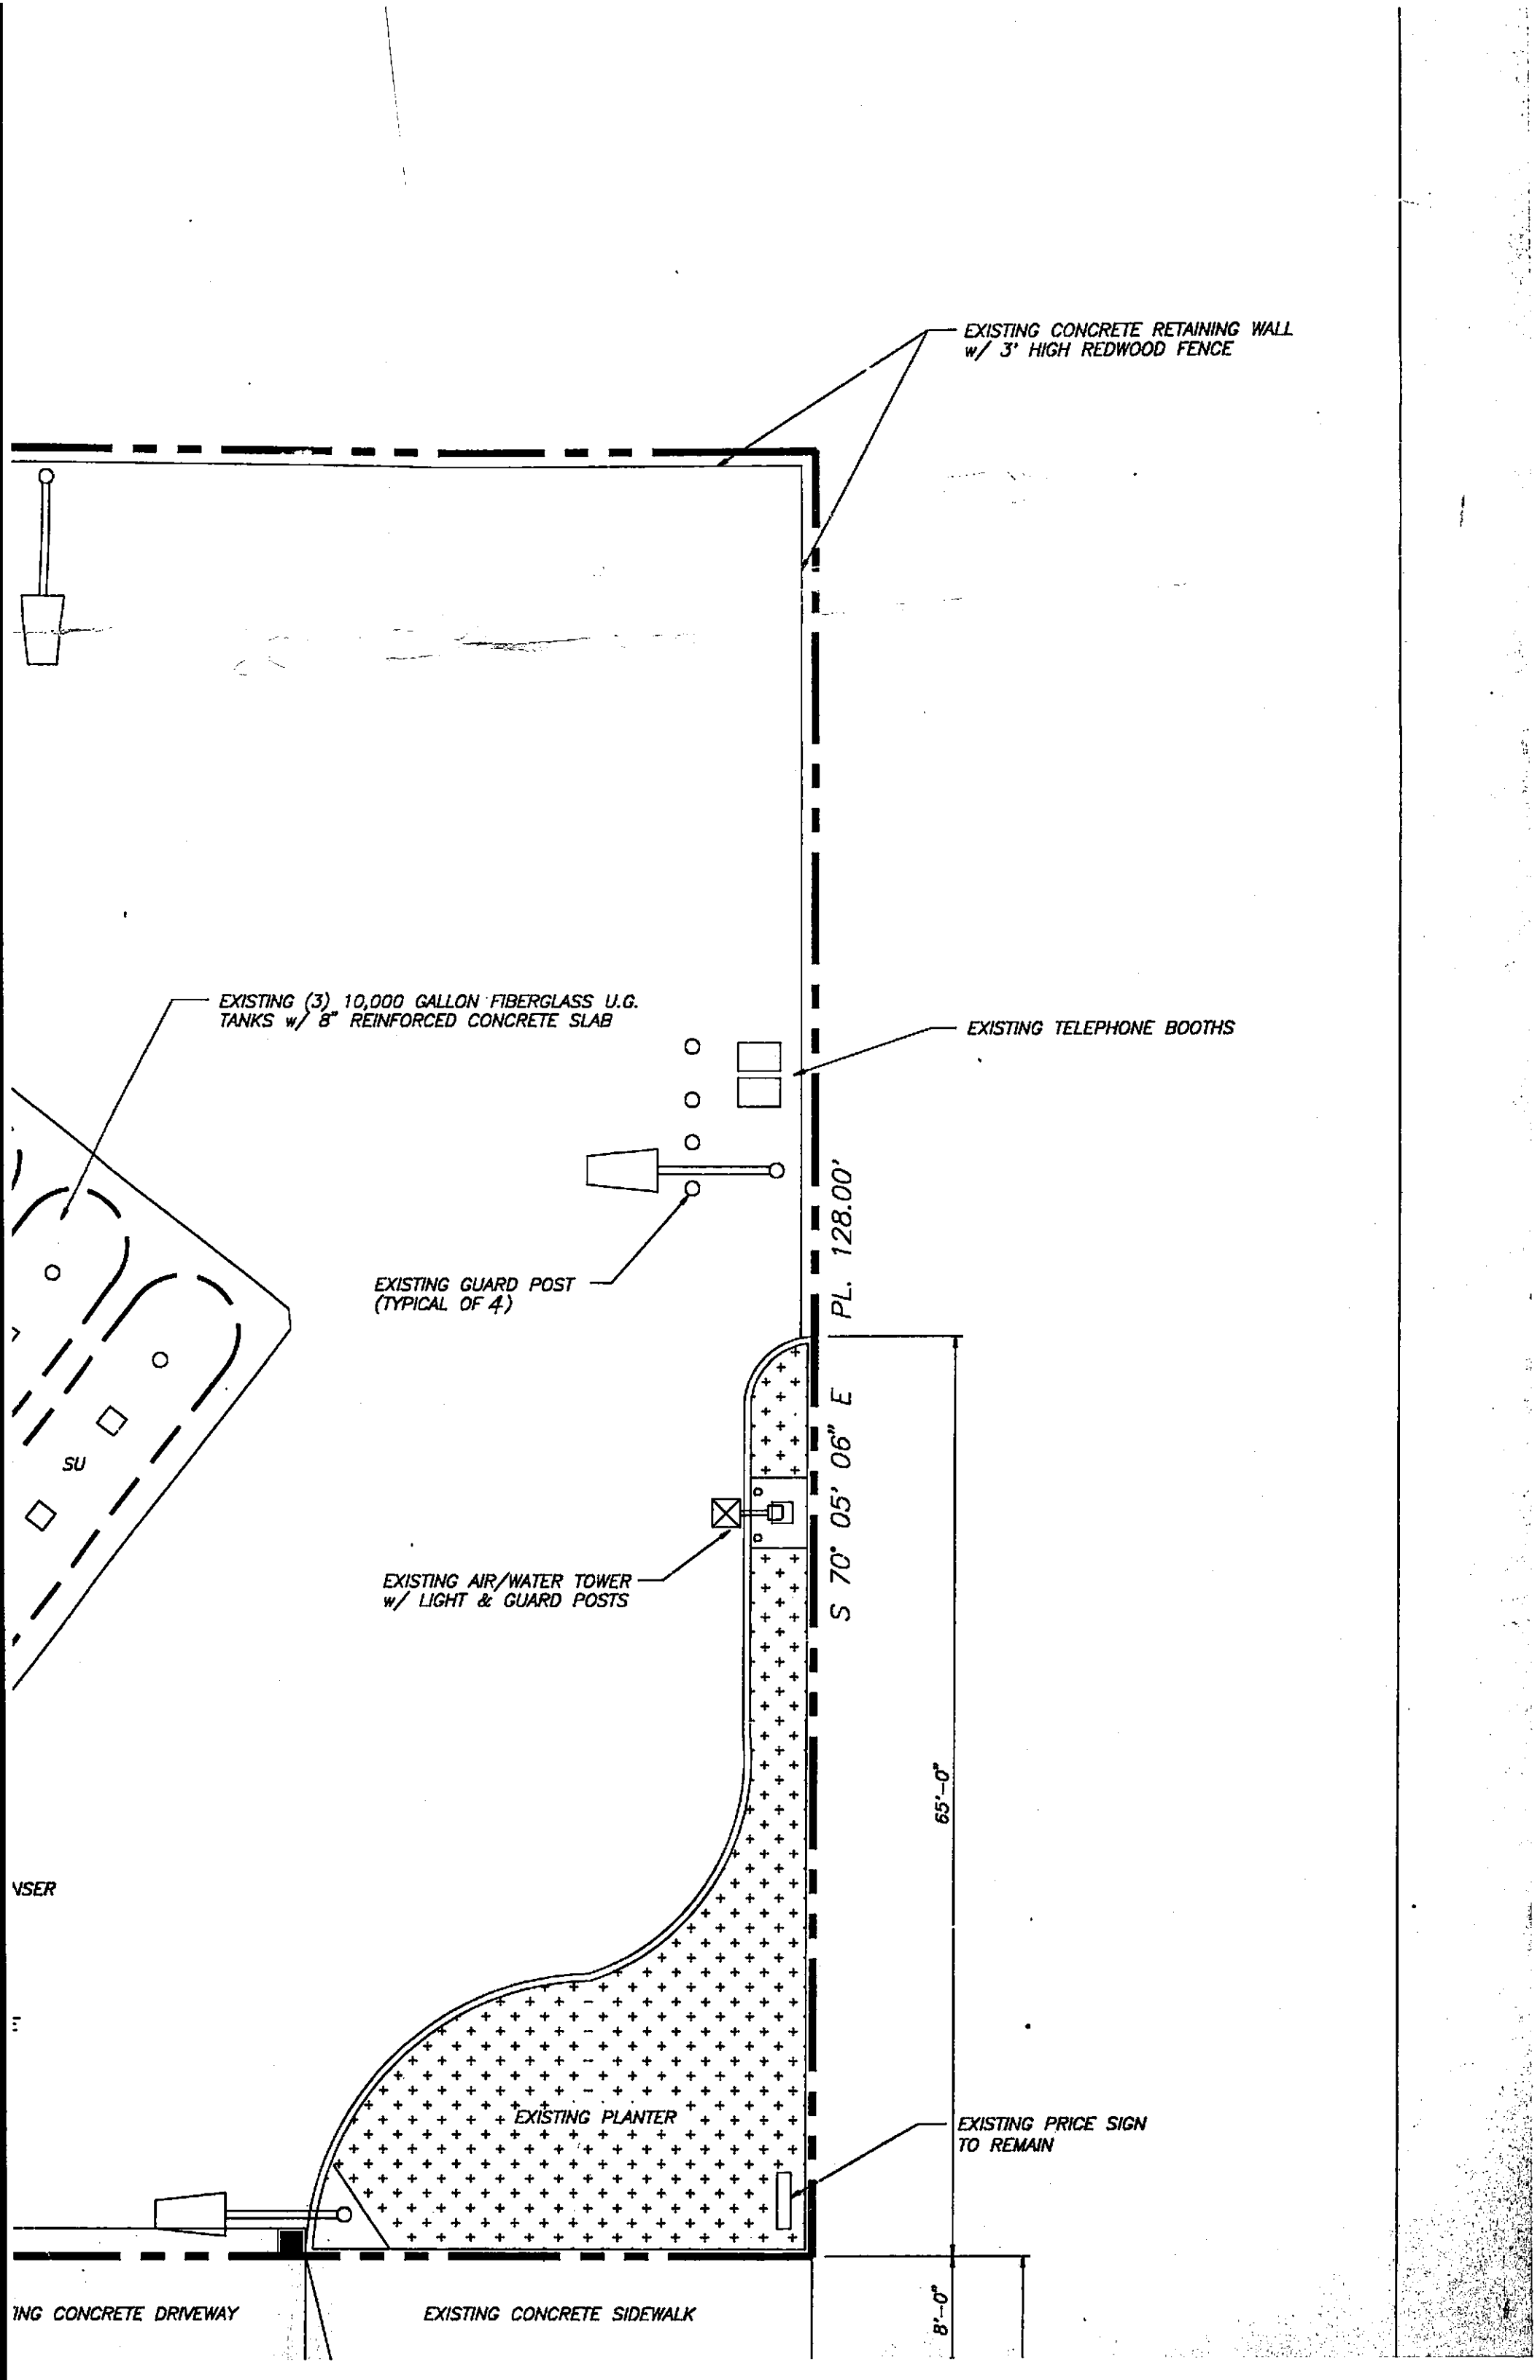 EXISTING CONCRETE RETAINING WALL
w/ 3' HIGH REDWOOD FENCE
EXISTING (3) 10,000 GALLON FIBERGLASS U.G.
TANKS w/ 8" REINFORCED CONCRETE SLAB
EXISTING TELEPHONE BOOTHS
EXISTING GUARD POST
(TYPICAL OF 4)
S 70° 05' 06" E PL. 128.00'
SU
EXISTING AIR/WATER TOWER
w/ LIGHT & GUARD POSTS
65'-0"
NSER
E
EXISTING PLANTER
EXISTING PRICE SIGN
TO REMAIN
ING CONCRETE DRIVEWAY
EXISTING CONCRETE SIDEWALK
8'-0"